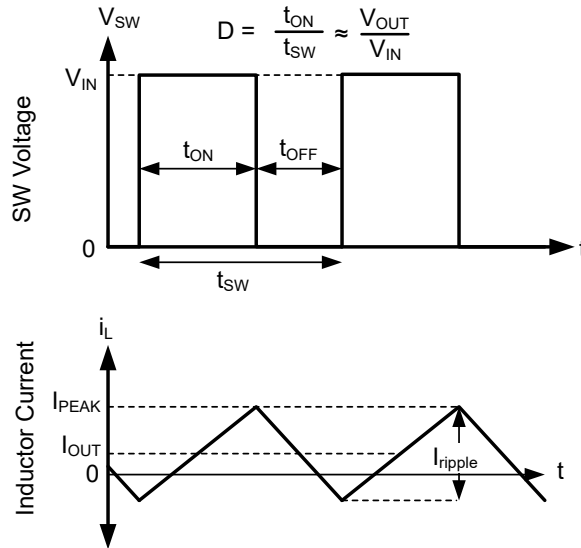 V_SW
D = t_ON / t_SW ≈ V_OUT / V_IN
V_IN
t_ON
t_OFF
SW Voltage
0
t
t_SW
i_L
I_PEAK
I_OUT
I_ripple
0
t
Inductor Current